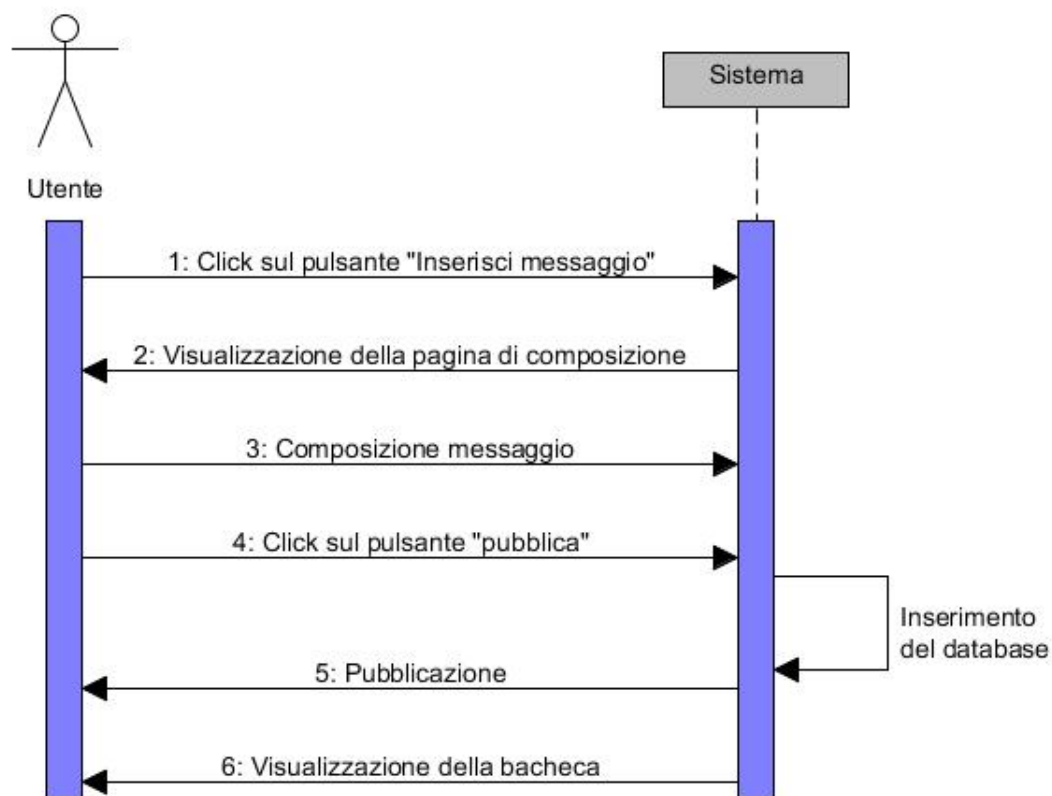 Sistema
Utente
1: Click sul pulsante "Inserisci messaggio"
2: Visualizzazione della pagina di composizione
3: Composizione messaggio
4: Click sul pulsante "pubblica"
Inserimento
del database
5: Pubblicazione
6: Visualizzazione della bacheca